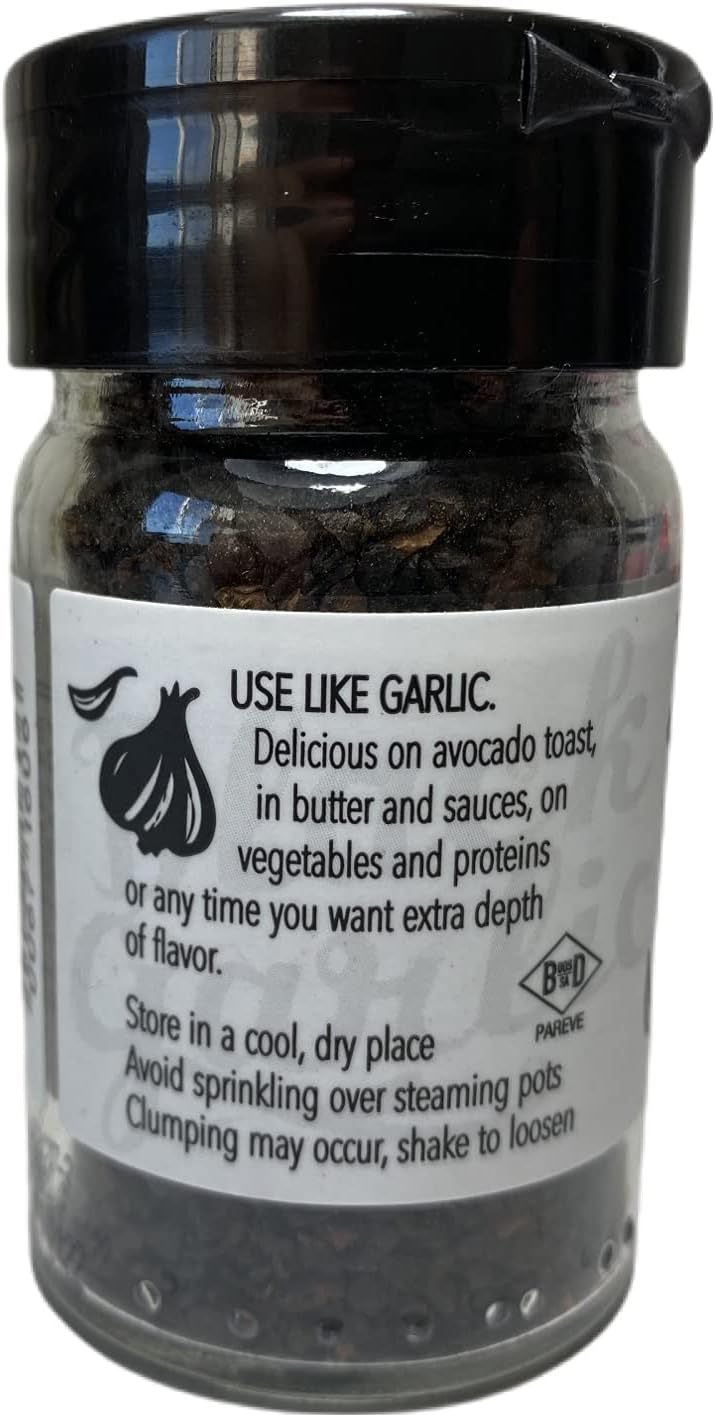 USE LIKE GARLIC.
Delicious on avocado toast,
in butter and sauces, on
vegetables and proteins
or any time you want extra depth
of flavor.
BOOSD
SA
PAREVE
Store in a cool, dry place
Avoid sprinkling over steaming pots
Clumping may occur, shake to loosen